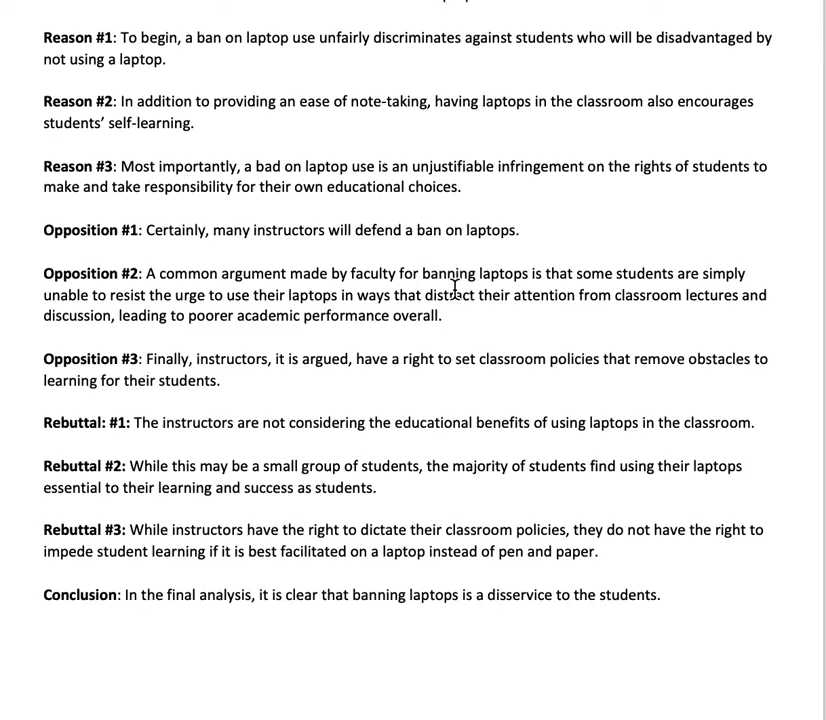 Reason #1: To begin, a ban on laptop use unfairly discriminates against students who will be disadvantaged by
not using a laptop.
Reason #2: In addition to providing an ease of note-taking, having laptops in the classroom also encourages
students’ self-learning.
Reason #3: Most importantly, a bad on laptop use is an unjustifiable infringement on the rights of students to
make and take responsibility for their own educational choices.
Opposition #1: Certainly, many instructors will defend a ban on laptops.
Opposition #2: A common argument made by faculty for banning laptops is that some students are simply
unable to resist the urge to use their laptops in ways that distract their attention from classroom lectures and
discussion, leading to poorer academic performance overall.
Opposition #3: Finally, instructors, it is argued, have a right to set classroom policies that remove obstacles to
learning for their students.
Rebuttal: #1: The instructors are not considering the educational benefits of using laptops in the classroom.
Rebuttal #2: While this may be a small group of students, the majority of students find using their laptops
essential to their learning and success as students.
Rebuttal #3: While instructors have the right to dictate their classroom policies, they do not have the right to
impede student learning if it is best facilitated on a laptop instead of pen and paper.
Conclusion: In the final analysis, it is clear that banning laptops is a disservice to the students.